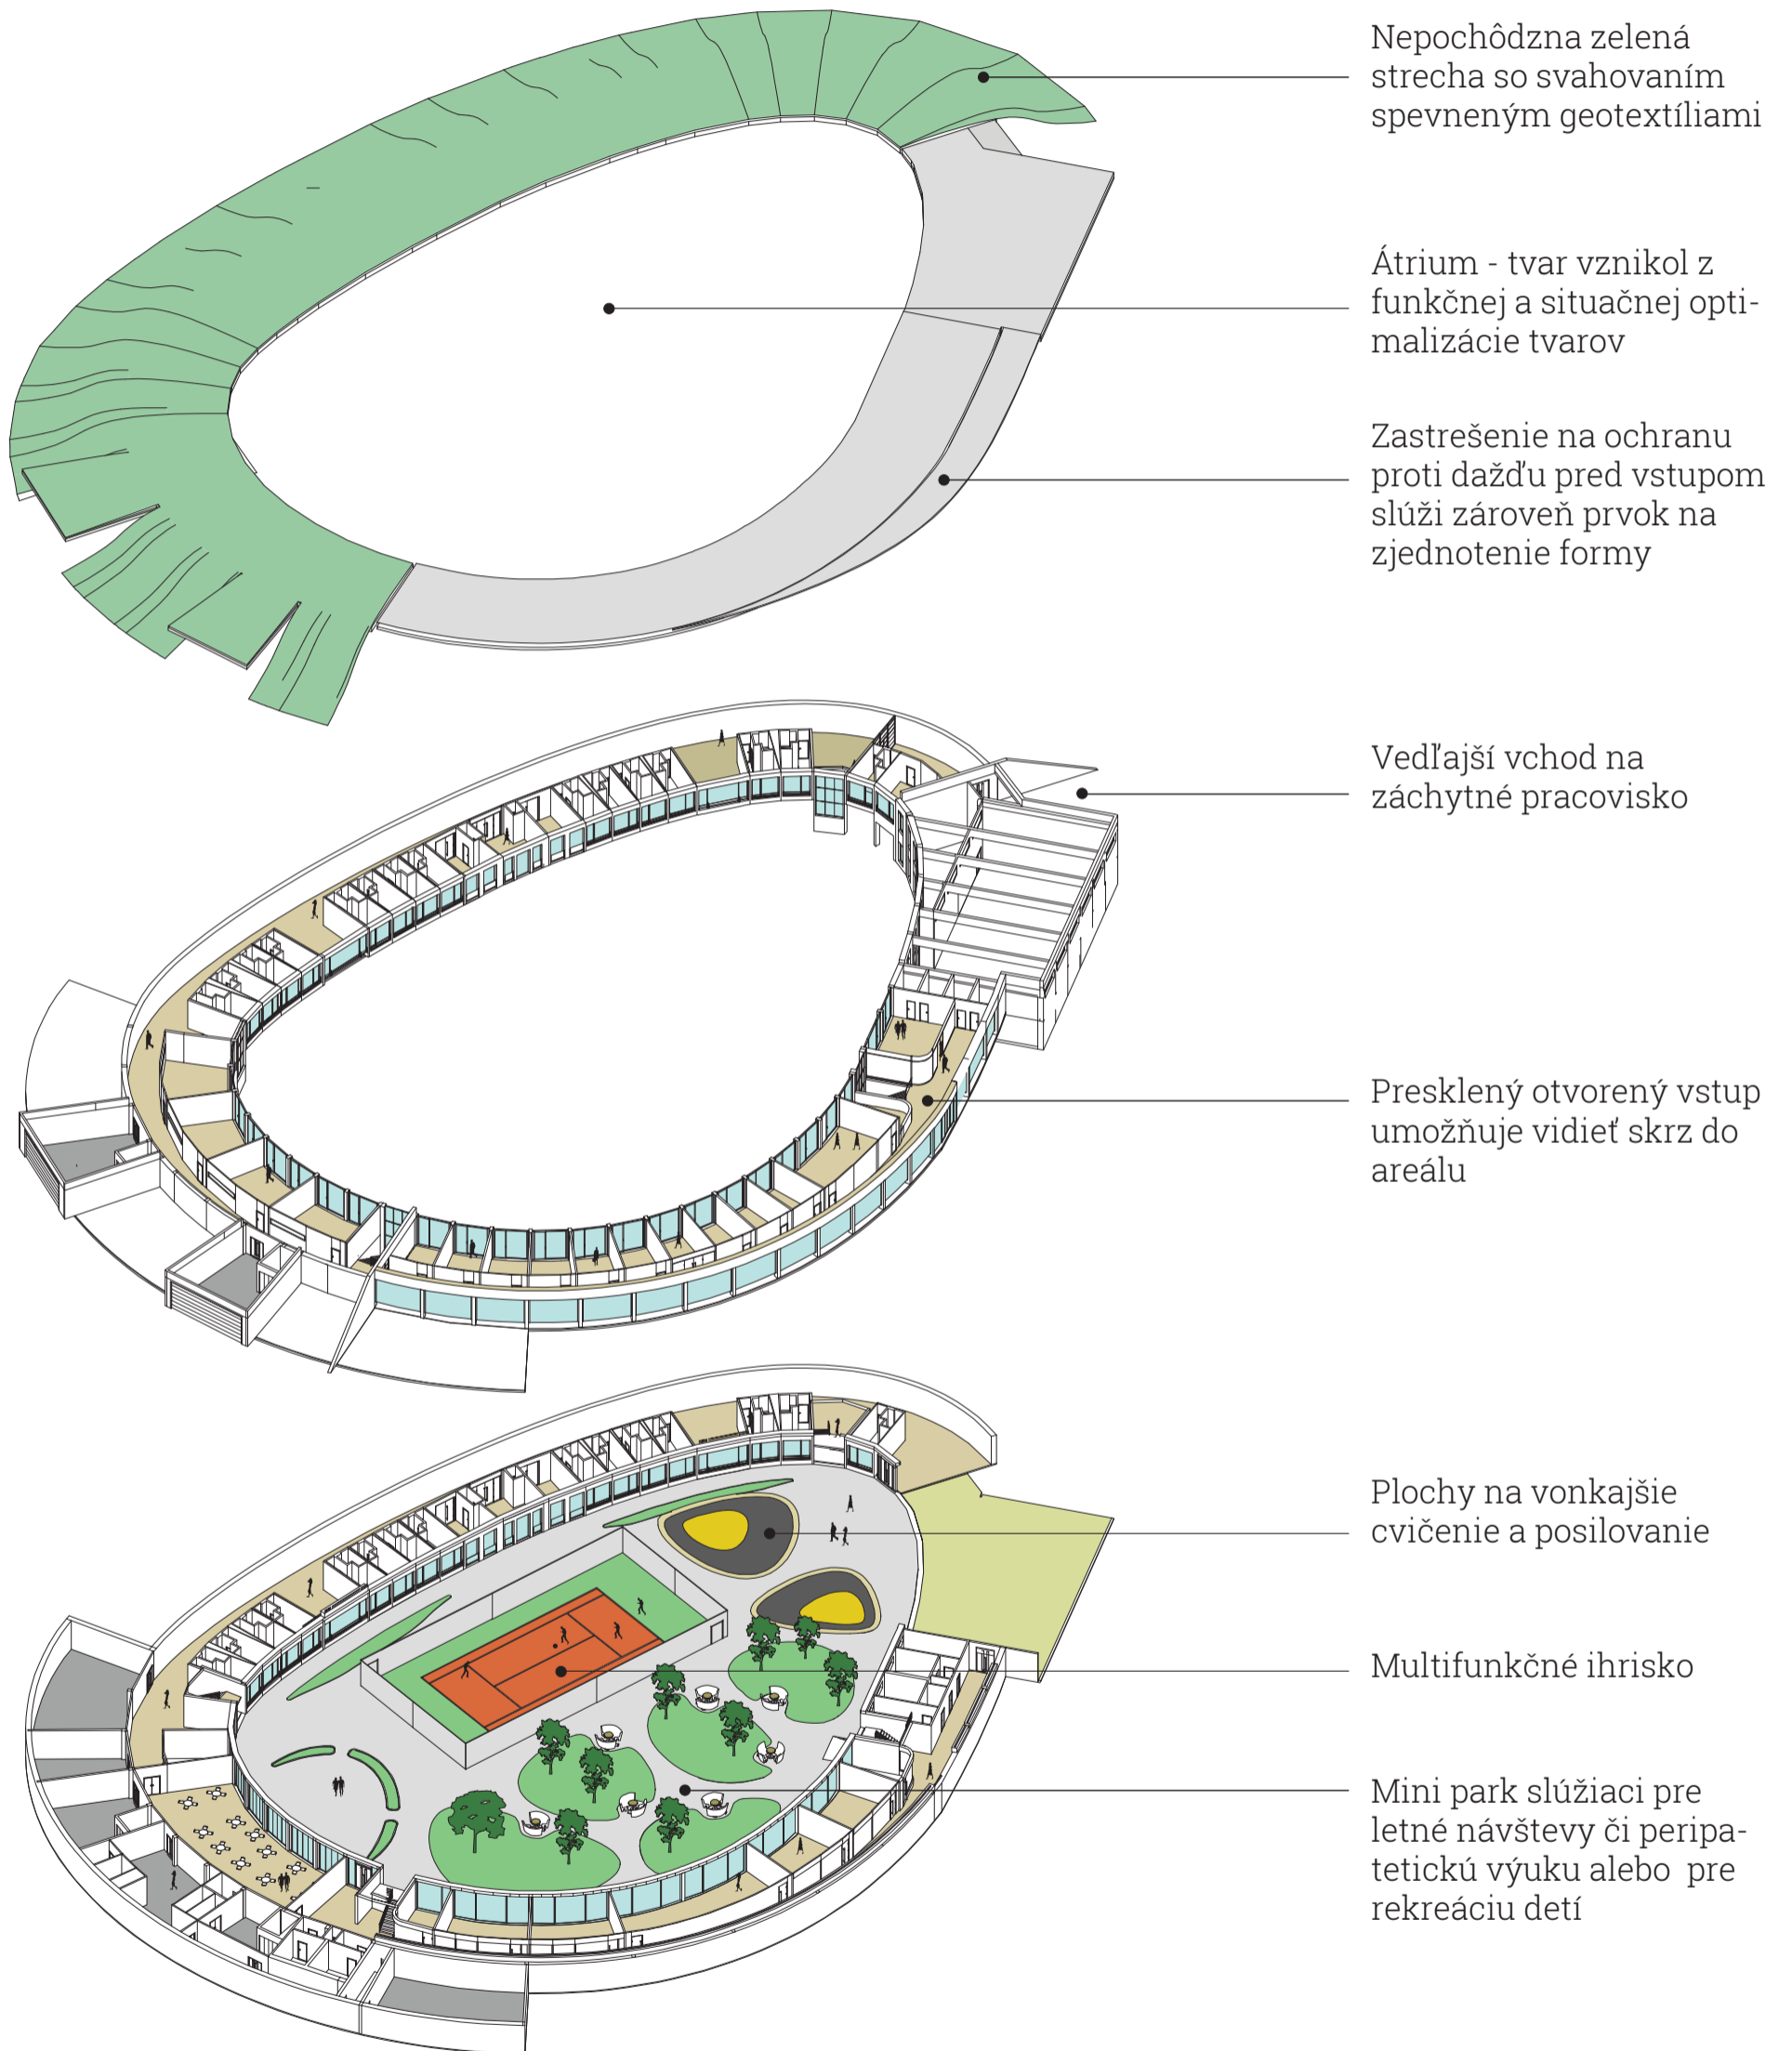 Nepochôdzna zelená
strecha so svahovaním
spevneným geotextíliami
Átrium - tvar vznikol z
funkčnej a situačnej opti-
malizácie tvarov
Zastrešenie na ochranu
proti dažďu pred vstupom
slúži zároveň prvok na
zjednotenie formy
Vedľajší vchod na
záchytné pracovisko
Presklený otvorený vstup
umožňuje vidieť skrz do
areálu
Plochy na vonkajšie
cvičenie a posilovanie
Multifunkčné ihrisko
Mini park slúžiaci pre
letné návštevy či peripa-
tetickú výuku alebo  pre
rekreáciu detí